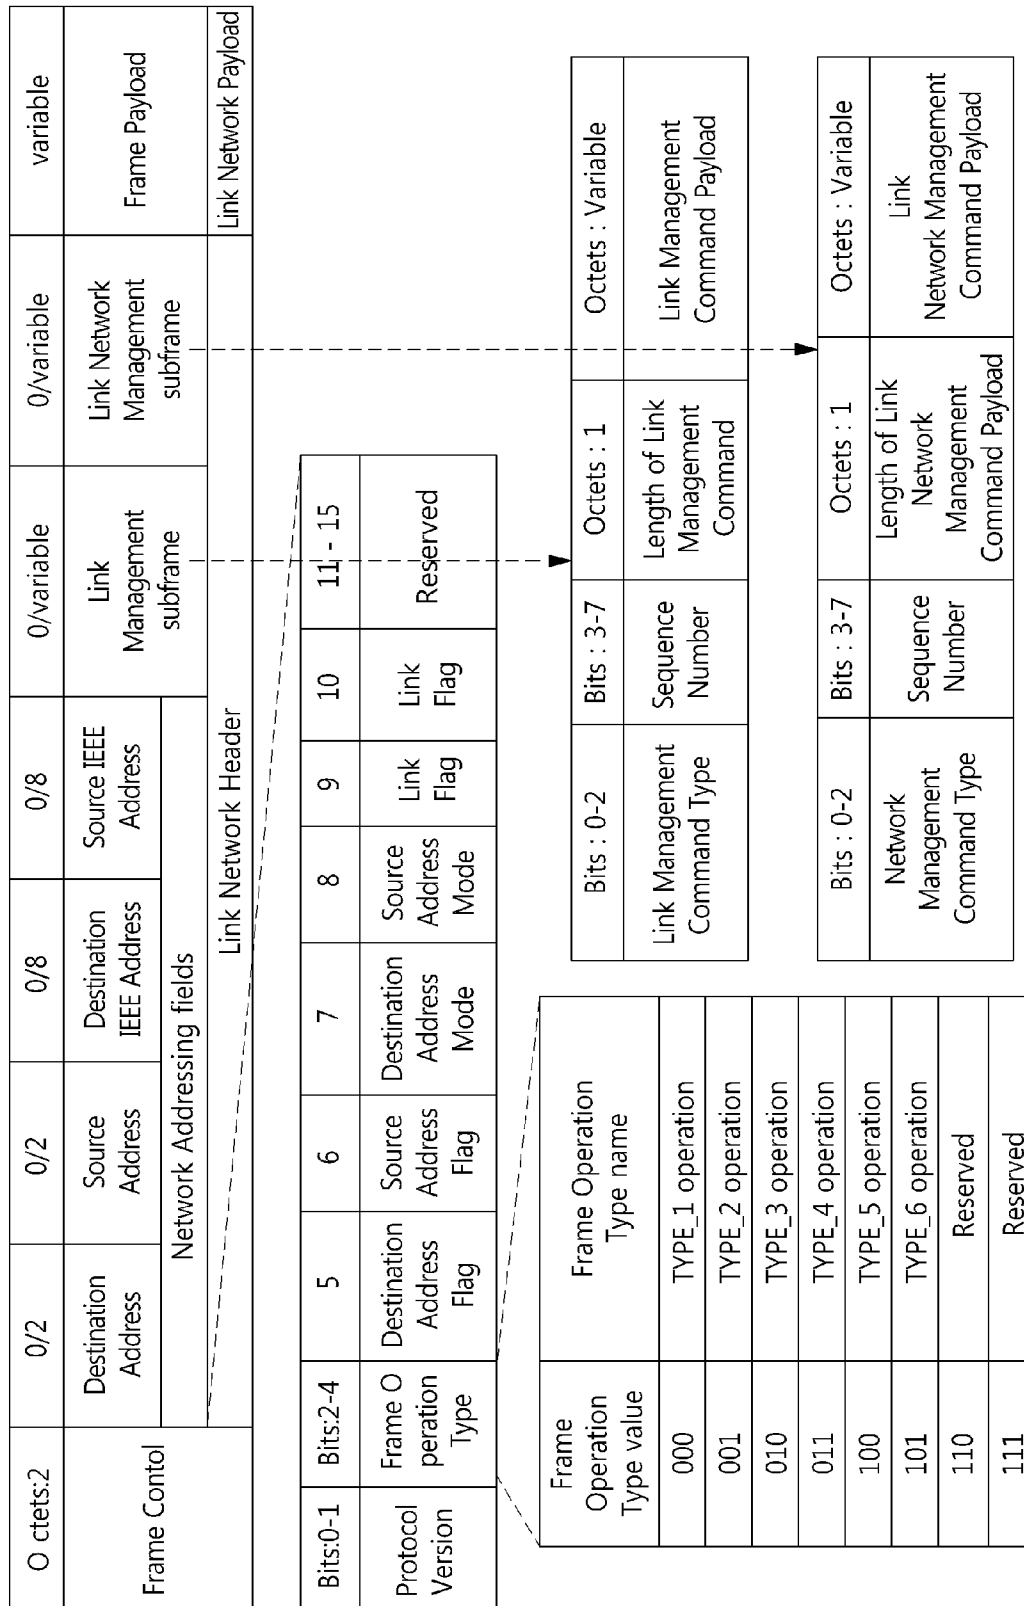 O ctets:2
0/2
0/2
0/8
0/8
0/variable
0/variable
variable
Frame Contol
Destination
Address
Source
Address
Destination
IEEE Address
Source IEEE
Address
Link
Management
subframe
Link Network
Management
subframe
Frame Payload
Network Addressing fields
Link Network Header
Link Network Payload
Bits:0-1
Bits:2-4
5
6
7
8
9
10
11 - 15
Protocol
Version
Frame O
peration
Type
Destination
Address
Flag
Source
Address
Flag
Destination
Address
Mode
Source
Address
Mode
Link
Flag
Link
Flag
Reserved
Frame
Operation
Type value
Frame Operation
Type name
000
TYPE_1 operation
001
TYPE_2 operation
010
TYPE_3 operation
011
TYPE_4 operation
100
TYPE_5 operation
101
TYPE_6 operation
110
Reserved
111
Reserved
Bits : 0-2
Bits : 3-7
Octets : 1
Octets : Variable
Link Management
Command Type
Sequence
Number
Length of Link
Management
Command
Link Management
Command Payload
Bits : 0-2
Bits : 3-7
Octets : 1
Octets : Variable
Network
Management
Command Type
Sequence
Number
Length of Link
Network
Management
Command Payload
Link
Network Management
Command Payload